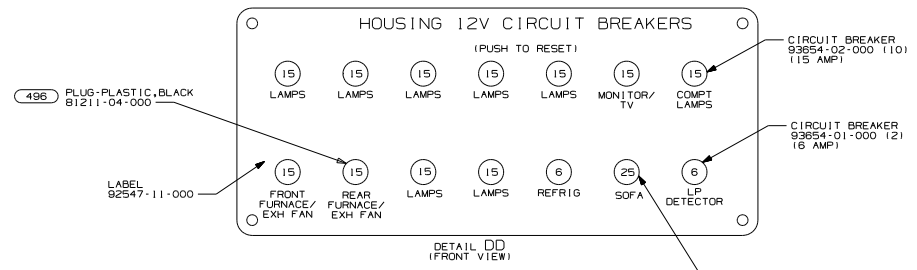 HOUSING 12V CIRCUIT BREAKERS
(PUSH TO RESET)
15 15 15 15 15 15 15
LAMPS LAMPS LAMPS LAMPS LAMPS MONITOR/ COMPT
TV LAMPS
CIRCUIT BREAKER
93654-02-000 (10)
(15 AMP)
496 PLUG-PLASTIC,BLACK
81211-04-000
CIRCUIT BREAKER
93654-01-000 (2)
(6 AMP)
LABEL
92547-11-000
15 15 15 15 6 25 6
FRONT REAR LAMPS LAMPS REFRIG SOFA LP
FURNACE/ FURNACE/ DETECTOR
EXH FAN EXH FAN
DETAIL DD
(FRONT VIEW)